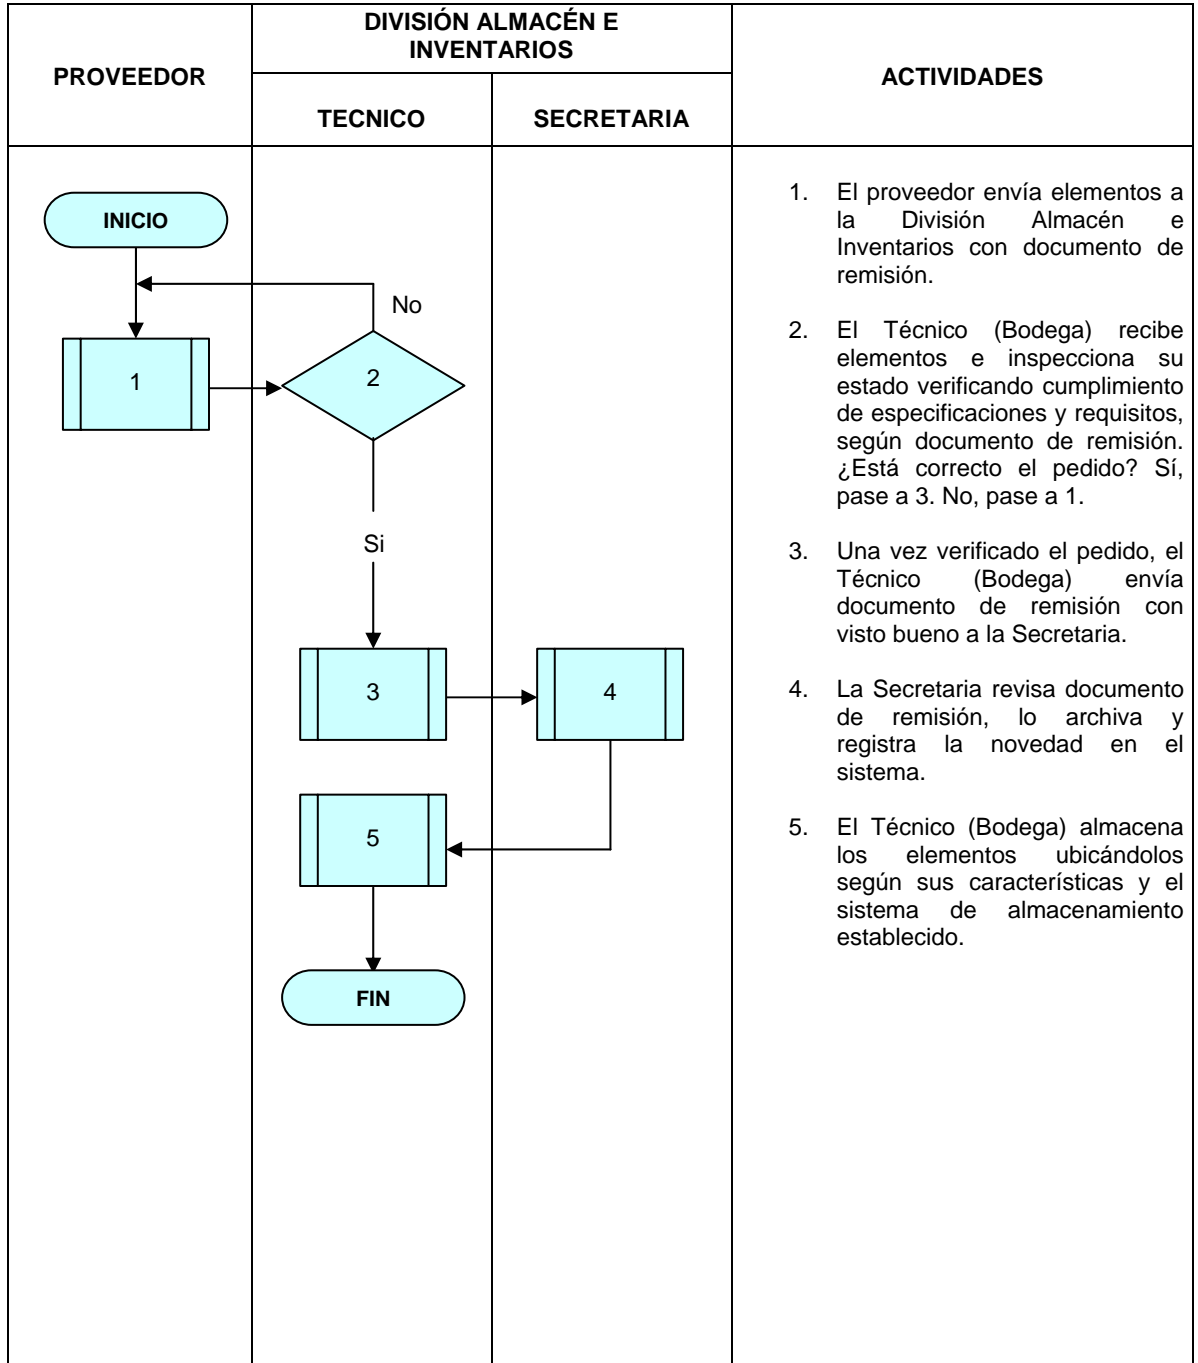 PROVEEDOR
DIVISIÓN ALMACÉN E
INVENTARIOS
TECNICO
SECRETARIA
ACTIVIDADES
INICIO
No
1
2
Si
3
4
5
FIN
1. El proveedor envía elementos a
la División Almacén e
Inventarios con documento de
remisión.
2. El Técnico (Bodega) recibe
elementos e inspecciona su
estado verificando cumplimiento
de especificaciones y requisitos,
según documento de remisión.
¿Está correcto el pedido? Sí,
pase a 3. No, pase a 1.
3. Una vez verificado el pedido, el
Técnico (Bodega) envía
documento de remisión con
visto bueno a la Secretaria.
4. La Secretaria revisa documento
de remisión, lo archiva y
registra la novedad en el
sistema.
5. El Técnico (Bodega) almacena
los elementos ubicándolos
según sus características y el
sistema de almacenamiento
establecido.